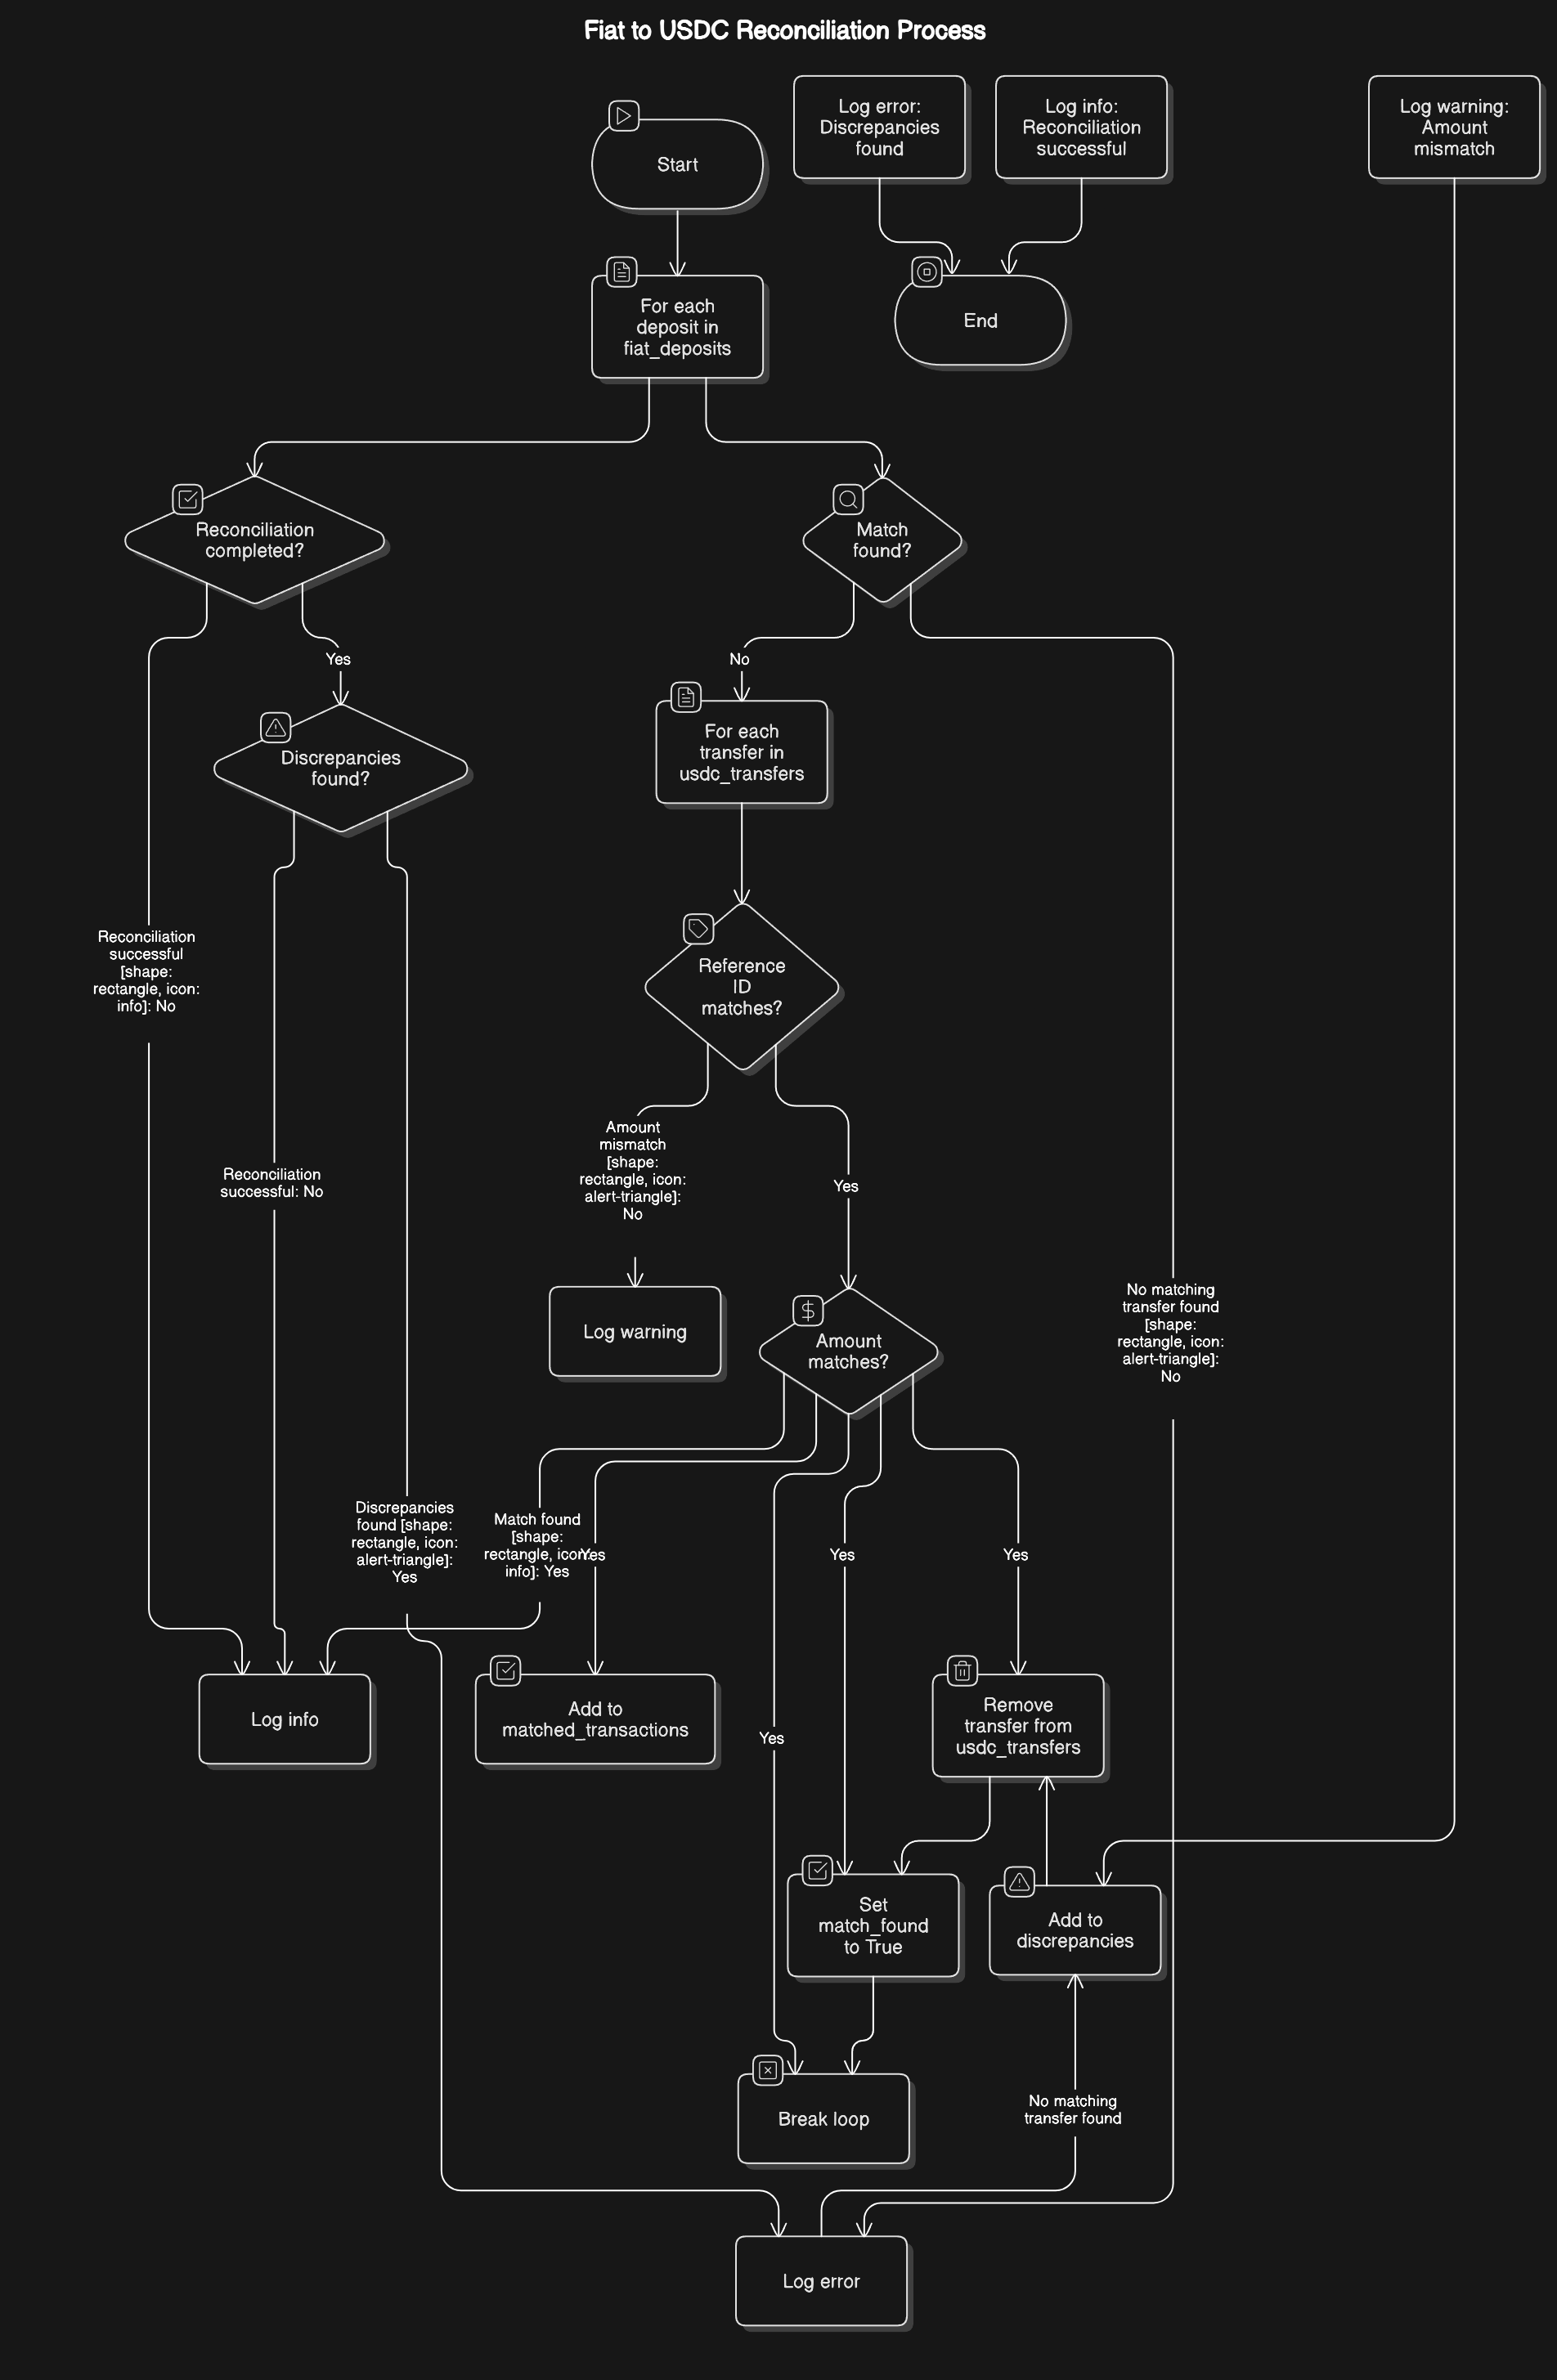 Fiat to USDC Reconciliation Process
Start
Log error:
Discrepancies
found
Log info:
Reconciliation
successful
Log warning:
Amount
mismatch
For each
deposit in
fiat_deposits
End
Reconciliation
completed?
Match
found?
Yes
No
Discrepancies
found?
For each
transfer in
usdc_transfers
Reconciliation
successful
[shape:
rectangle, icon:
info]: No
Reference
ID
matches?
Reconciliation
successful: No
Amount
mismatch
[shape:
rectangle, icon:
alert-triangle]:
No
Yes
Log warning
Amount
matches?
No matching
transfer found
[shape:
rectangle, icon:
alert-triangle]:
No
Discrepancies
found [shape:
rectangle, icon:
alert-triangle]:
Yes
Match found
[shape:
rectangle, icon:
info]: Yes
Yes
Yes
Yes
Log info
Add to
matched_transactions
Yes
Remove
transfer from
usdc_transfers
Set
match_found
to True
Add to
discrepancies
Break loop
No matching
transfer found
Log error